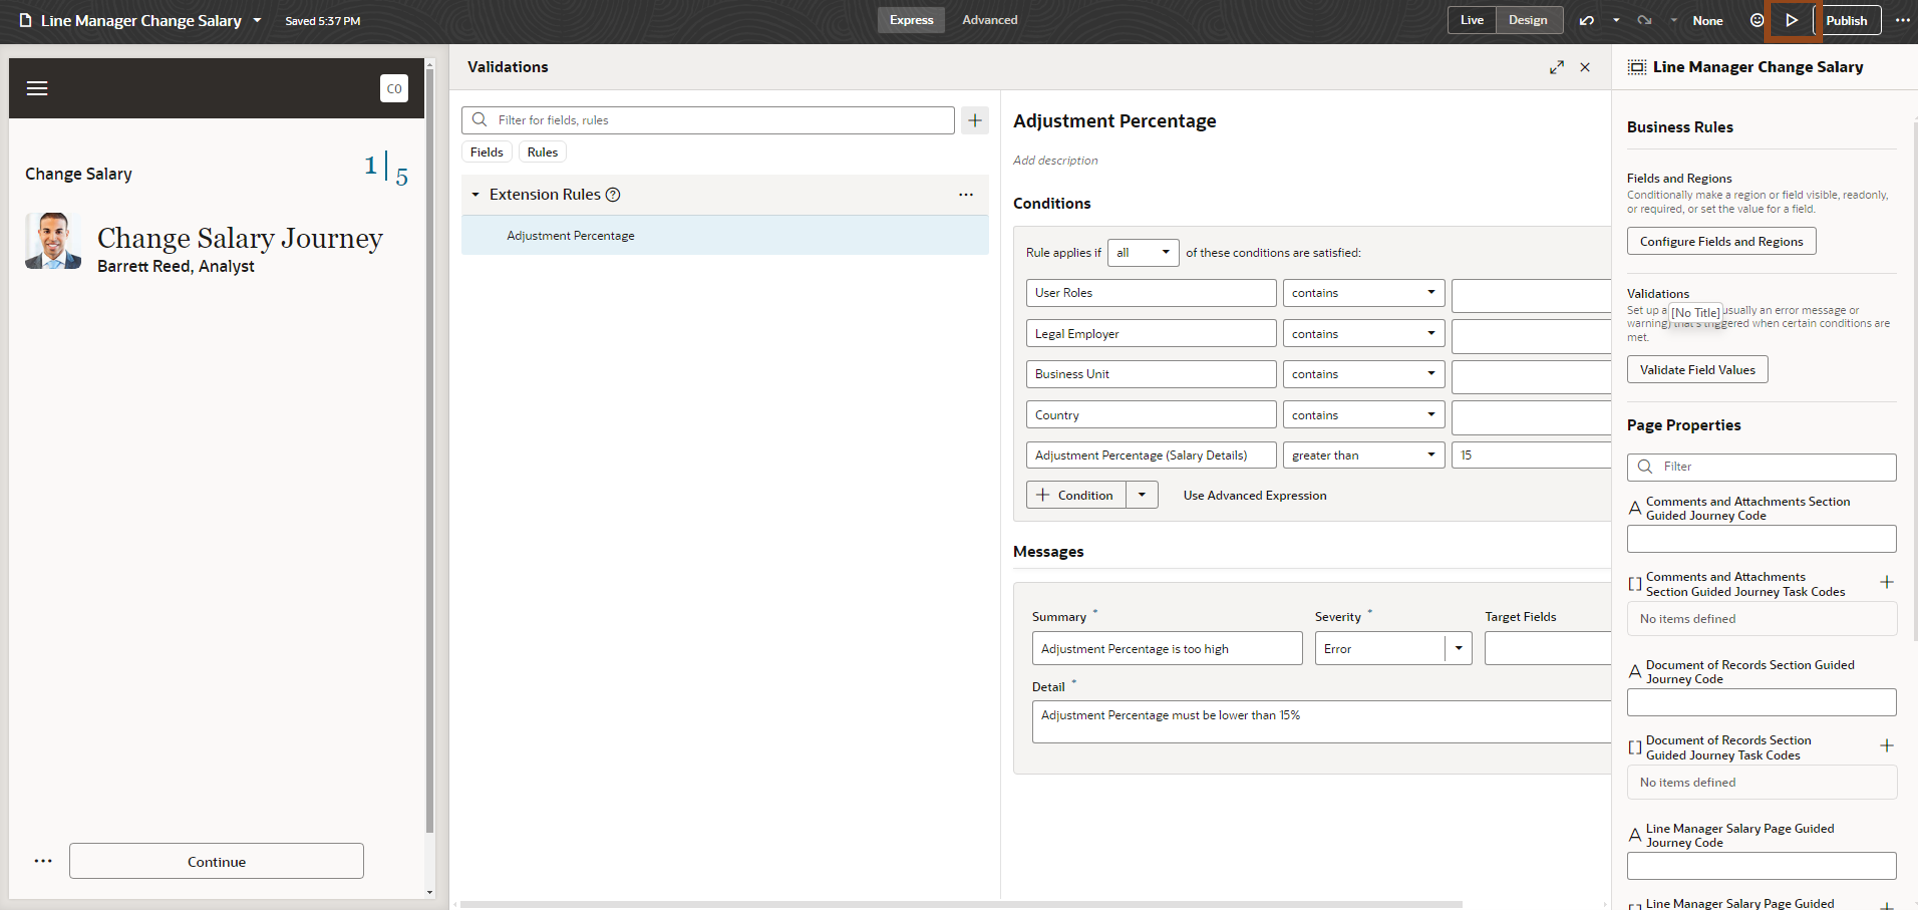 Line Manager Change Salary
Saved 5:37 PM
Express
Advanced
Live
Design
None
Publish
CO
Change Salary
1
5
Change Salary Journey
Barrett Reed, Analyst
Continue
Validations
Filter for fields, rules
Fields
Rules
Extension Rules
Adjustment Percentage
Adjustment Percentage
Add description
Conditions
Rule applies if all of these conditions are satisfied:
User Roles contains
Legal Employer contains
Business Unit contains
Country contains
Adjustment Percentage (Salary Details) greater than 15
Condition
Use Advanced Expression
Messages
Summary *
Severity *
Target Fields
Adjustment Percentage is too high
Error
Detail *
Adjustment Percentage must be lower than 15%
Line Manager Change Salary
Business Rules
Fields and Regions
Conditionally make a region or field visible, readonly,
or required, or set the value for a field.
Configure Fields and Regions
Validations
Set up a [No Title] usually an error message or
warning) that's triggered when certain conditions are
met.
Validate Field Values
Page Properties
Filter
Comments and Attachments Section
Guided Journey Code
Comments and Attachments
Section Guided Journey Task Codes
No items defined
Document of Records Section Guided
Journey Code
Document of Records Section
Guided Journey Task Codes
No items defined
Line Manager Salary Page Guided
Journey Code
Line Manager Salary Page Guided